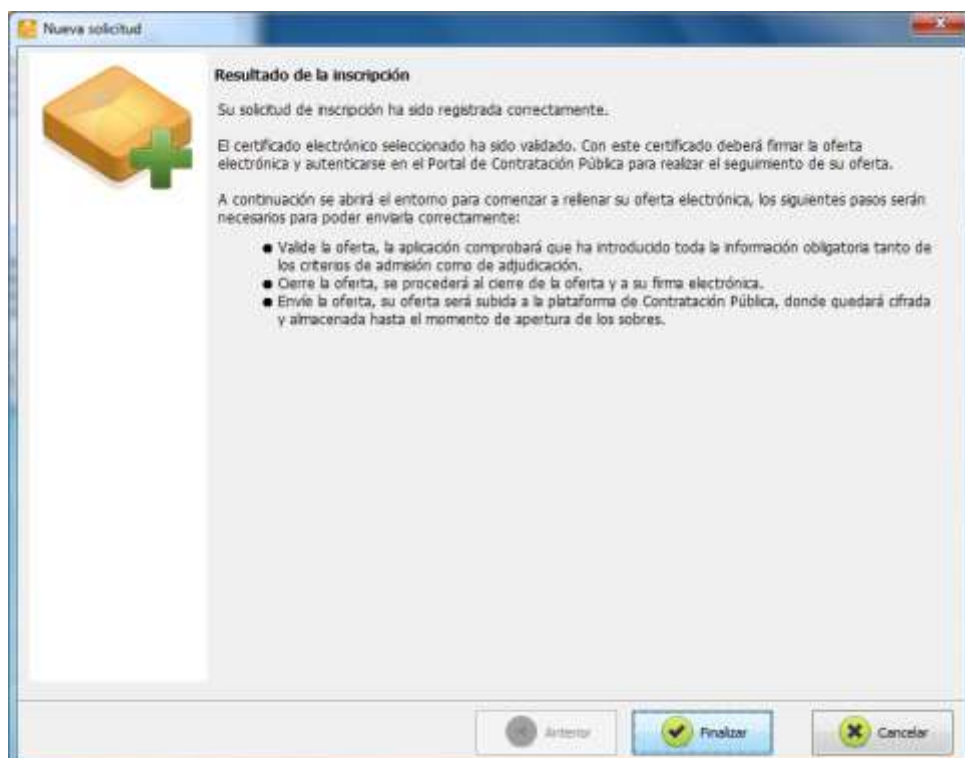 Nueva solicitud
Resultado de la inscripción
Su solicitud de inscripción ha sido registrada correctamente.
El certificado electrónico seleccionado ha sido validado. Con este certificado deberá firmar la oferta
electrónica y autenticarse en el Portal de Contratación Pública para realizar el seguimiento de su oferta.
A continuación se abrirá el entorno para comenzar a rellenar su oferta electrónica, los siguientes pasos serán
necesarios para poder enviarla correctamente:
● Valide la oferta, la aplicación comprobará que ha introducido toda la información obligatoria tanto de
los criterios de admisión como de adjudicación.
● Cierre la oferta, se procederá al cierre de la oferta y a su firma electrónica.
● Envíe la oferta, su oferta será subida a la plataforma de Contratación Pública, donde quedará cifrada
y almacenada hasta el momento de apertura de los sobres.
Anterior Finalizar Cancelar